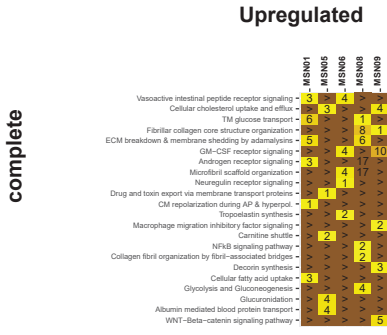 Upregulated
MSN01 MSN05 MSN06 MSN08 MSN09
complete
Vasoactive intestinal peptide receptor signaling 3 > 4 > >
Cellular cholesterol uptake and efflux > 3 > > 4
TM glucose transport 6 > > 1 >
Fibrillar collagen core structure organization > > > 8 1
ECM breakdown & membrane shedding by adamalysins 5 > > 6 >
GM−CSF receptor signaling > > 4 > 10
Androgen receptor signaling 3 > > 17 >
Microfibril scaffold organization > > 4 17 >
Neuregulin receptor signaling > > 1 > >
Drug and toxin export via membrane transport proteins > 1 > > >
CM repolarization during AP & hyperpol. 1 > > > >
Tropoelastin synthesis > > 2 > >
Macrophage migration inhibitory factor signaling > > > > 2
Carnitine shuttle > 2 > > >
NFkB signaling pathway > > > 2 >
Collagen fibril organization by fibril−associated bridges > > > 2 >
Decorin synthesis > > > > 3
Cellular fatty acid uptake 3 > > > >
Glycolysis and Gluconeogenesis > > > 4 >
Glucuronidation > 4 > > >
Albumin mediated blood protein transport > 4 > > >
WNT−Beta−catenin signaling pathway > > > > 5